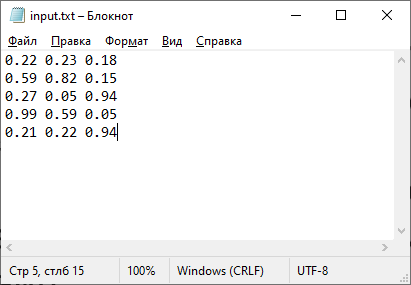 input.txt – Блокнот
Файл Правка Формат Вид Справка
0.22 0.23 0.18
0.59 0.82 0.15
0.27 0.05 0.94
0.99 0.59 0.05
0.21 0.22 0.94
Стр 5, стлб 15 100% Windows (CRLF) UTF-8